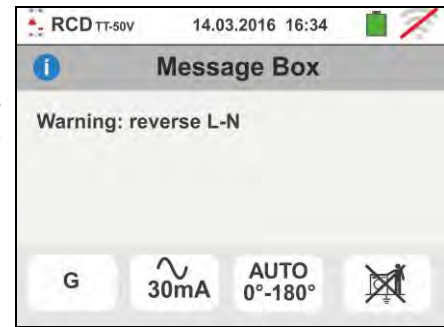 RCD TT-50V 14.03.2016 16:34
i Message Box
Warning: reverse L-N
G 30mA AUTO
0°-180°